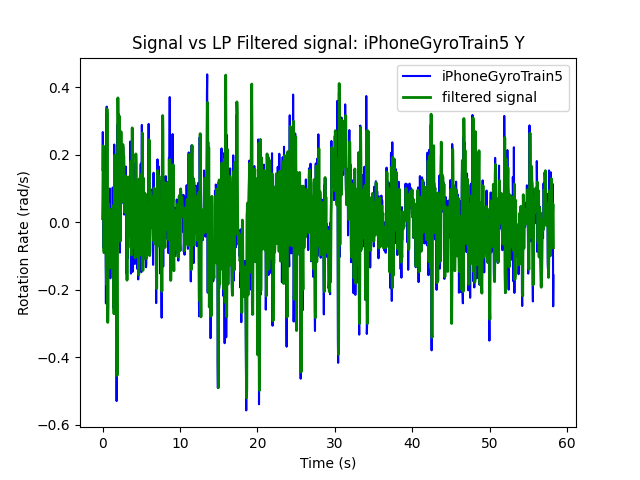 Signal vs LP Filtered signal: iPhoneGyroTrain5 Y
iPhoneGyroTrain5
filtered signal
Rotation Rate (rad/s)
0.4
0.2
0.0
−0.2
−0.4
−0.6
0 10 20 30 40 50 60
Time (s)